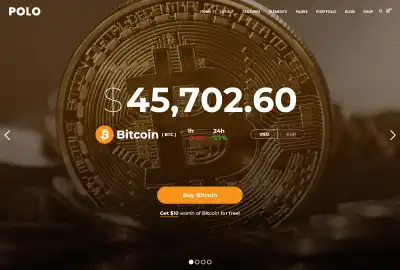 POLO
HOME LAYOUT FEATURES ELEMENTS PAGES PORTFOLIO BLOG SHOP
$45,702.60
Bitcoin ( BTC ) 1h 24h USD EUR
Buy Bitcoin
Get $10 worth of Bitcoin for free!